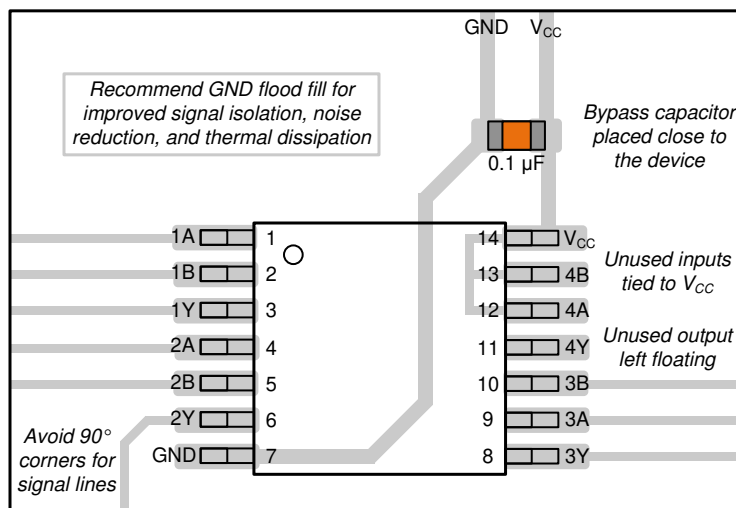 GND V_CC
Recommend GND flood fill for
improved signal isolation, noise
reduction, and thermal dissipation
Bypass capacitor
placed close to
the device
0.1 µF
1A 1 14 V_CC
1B 2 13 4B
Unused inputs
tied to V_CC
1Y 3 12 4A
2A 4 11 4Y
Unused output
left floating
2B 5 10 3B
2Y 6 9 3A
GND 7 8 3Y
Avoid 90°
corners for
signal lines